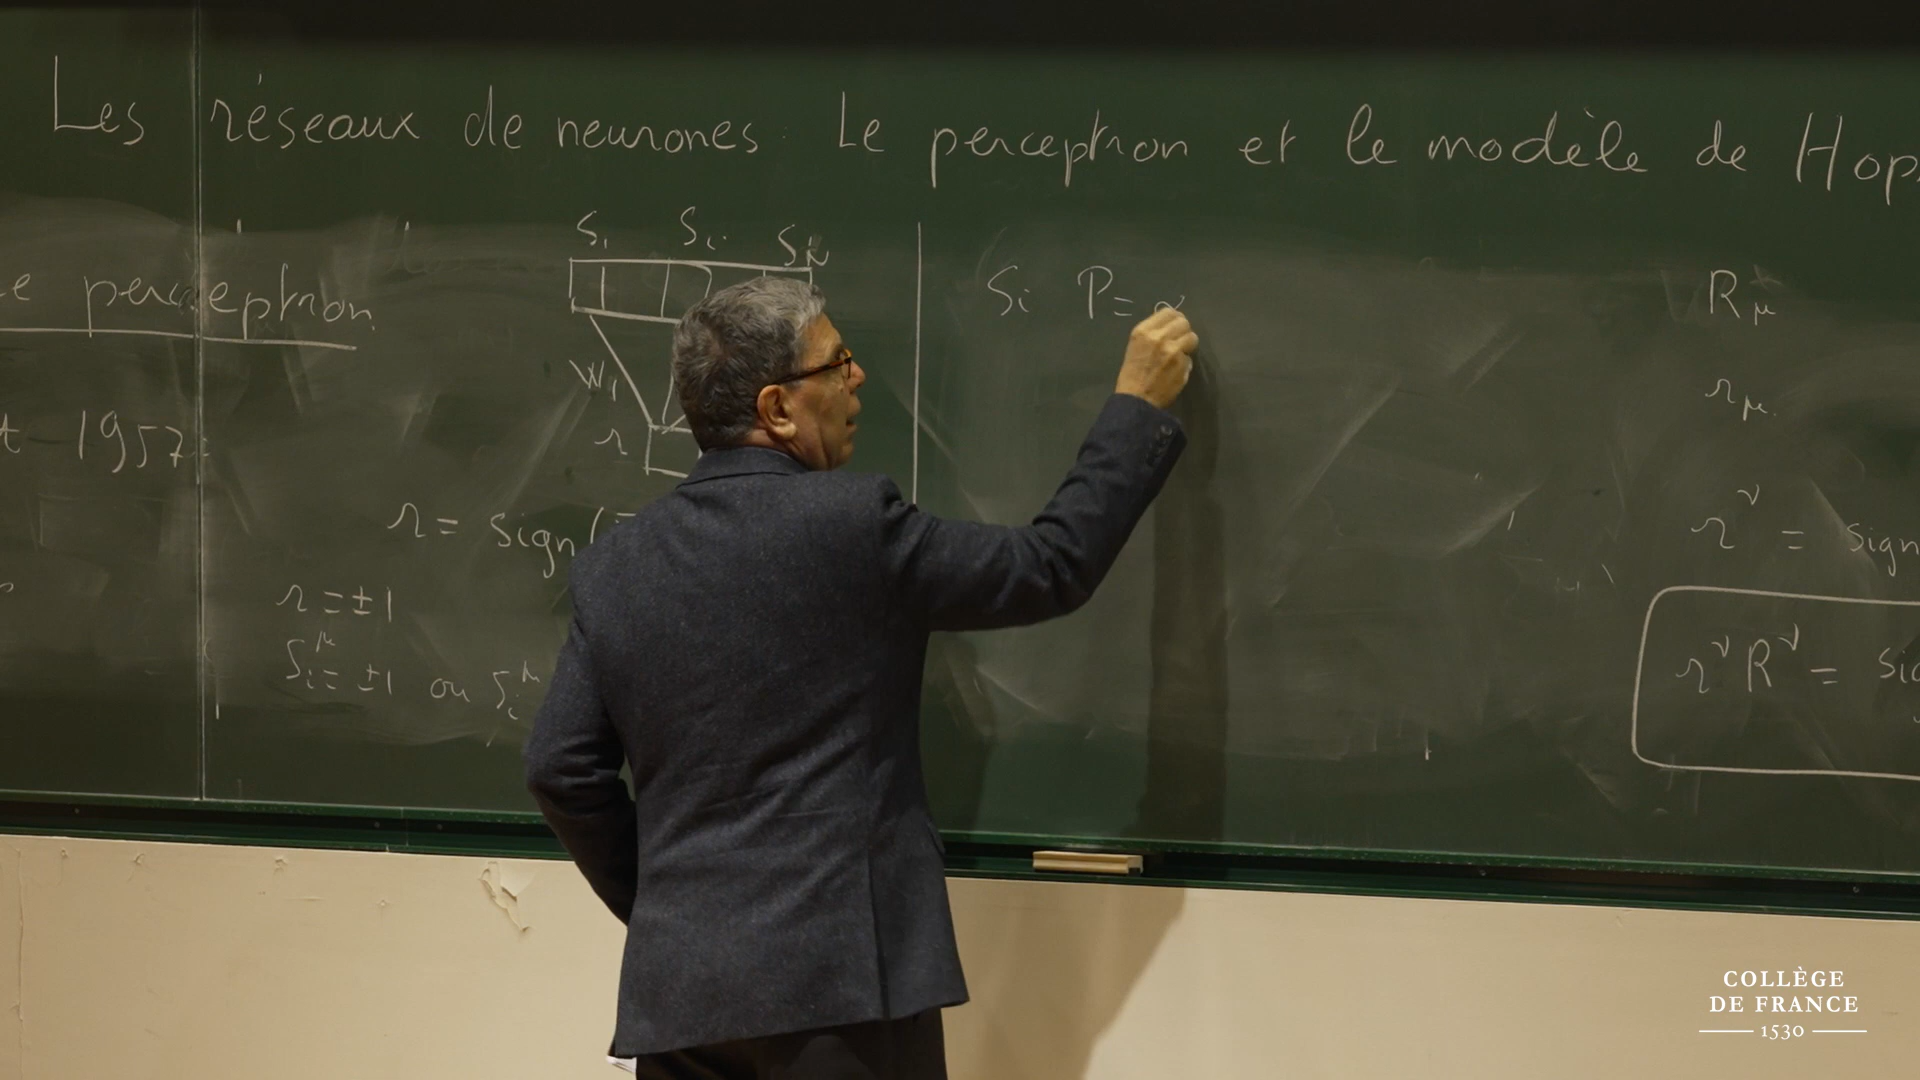 Les réseaux de neurones : Le perceptron et le modèle de Hop
S₁ Sᵢ S_N
e perceptron
W₁
t 1957
r
r = sign(
r = ±1
Sᵢ^μ = ±1 ou Sᵢ^μ
Si P = α
R_μ
r_μ
r^ν = sign
r^ν R^ν =
COLLÈGE
DE FRANCE
1530